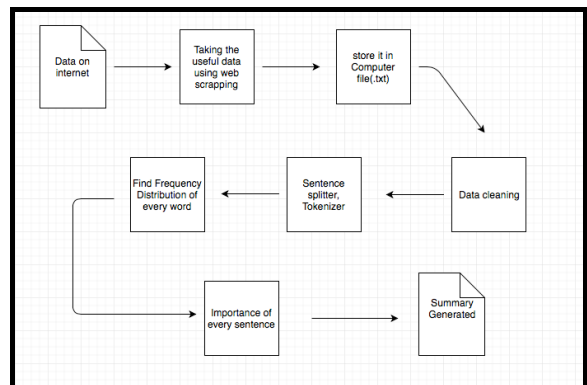 Data on
internet
Taking the
useful data
using web
scrapping
store it in
Computer
file(.txt)
Data cleaning
Sentence
splitter,
Tokenizer
Find Frequency
Distribution of
every word
Importance of
every sentence
Summary
Generated